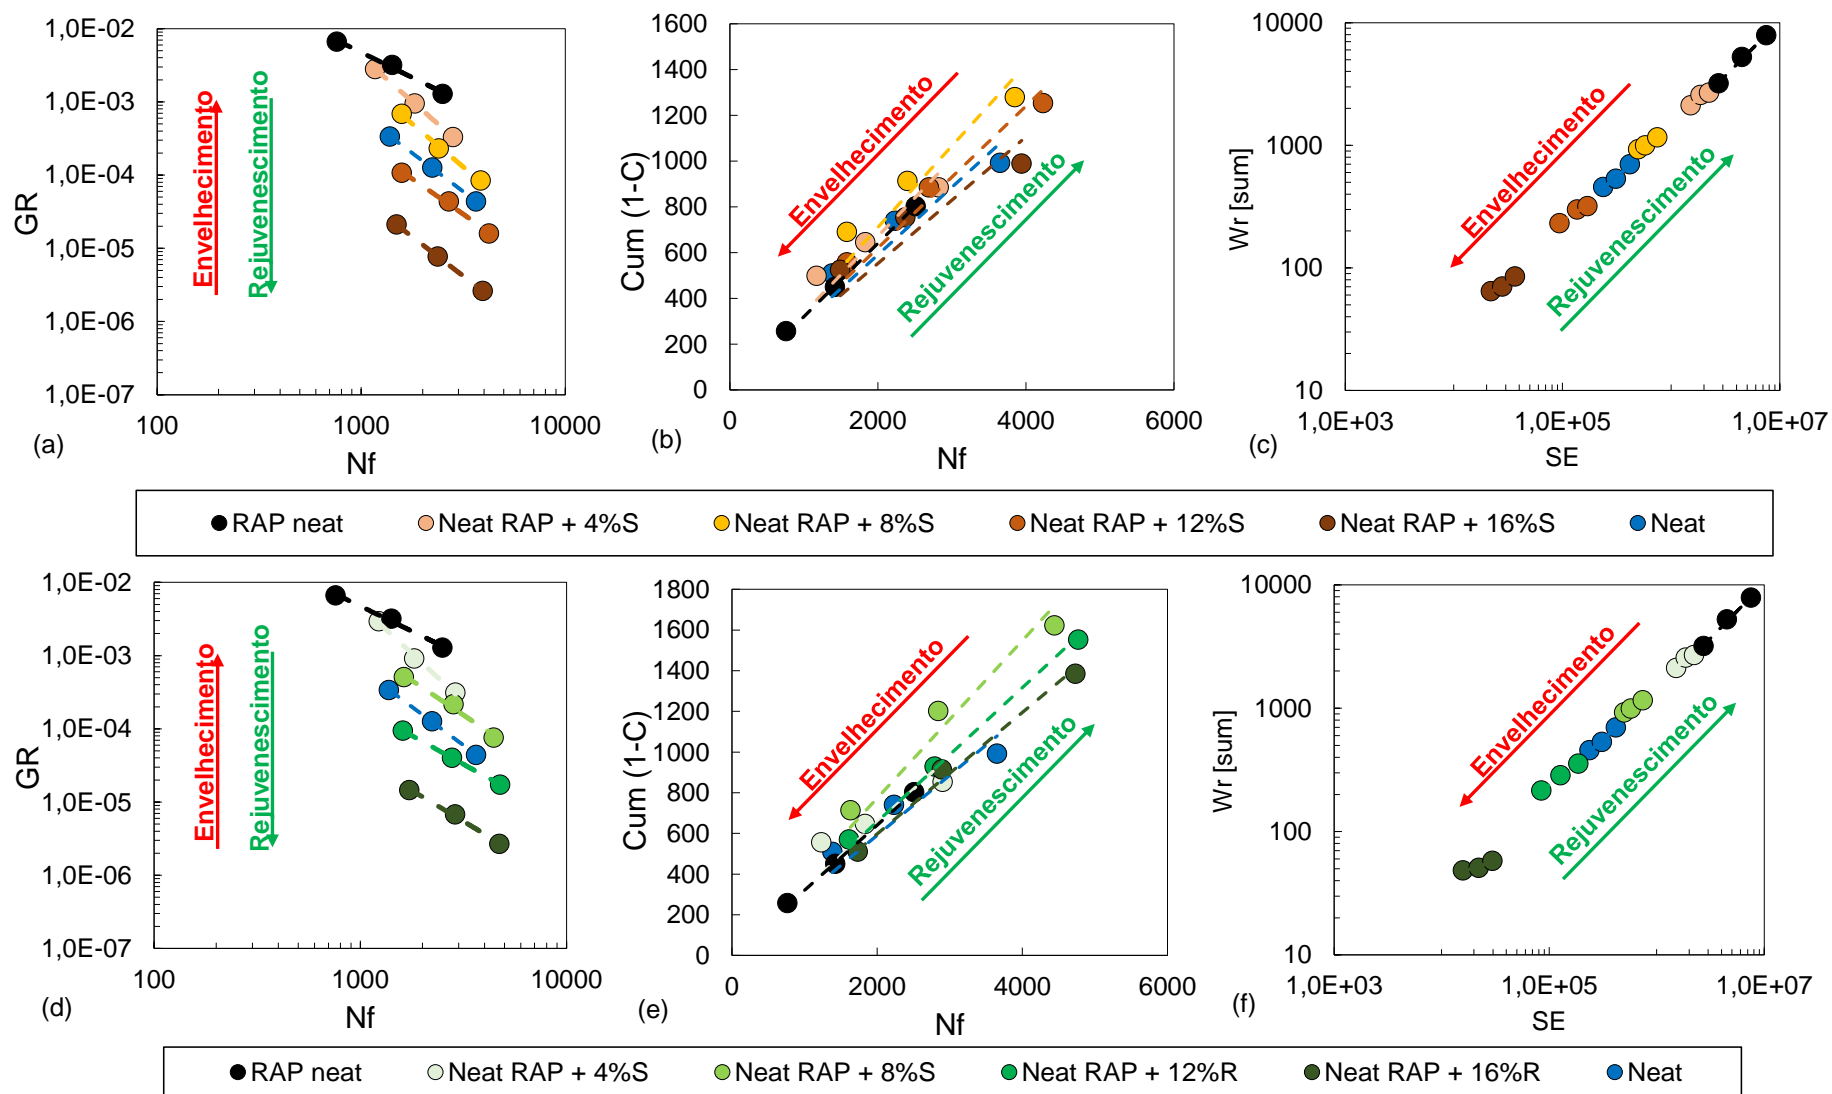 1,0E-02
1,0E-03
1,0E-04
1,0E-05
1,0E-06
1,0E-07
GR
Envelhecimento
Rejuvenescimento
100
1000
10000
(a)
Nf
1600
1400
1200
1000
800
600
400
200
0
Cum (1-C)
Envelhecimento
Rejuvenescimento
0
2000
4000
6000
(b)
Nf
10000
1000
100
10
Wr [sum]
Envelhecimento
Rejuvenescimento
1,0E+03
1,0E+05
1,0E+07
(c)
SE
RAP neat
Neat RAP + 4%S
Neat RAP + 8%S
Neat RAP + 12%S
Neat RAP + 16%S
Neat
1,0E-02
1,0E-03
1,0E-04
1,0E-05
1,0E-06
1,0E-07
GR
Envelhecimento
Rejuvenescimento
100
1000
10000
(d)
Nf
1800
1600
1400
1200
1000
800
600
400
200
0
Cum (1-C)
Envelhecimento
Rejuvenescimento
0
2000
4000
6000
(e)
Nf
10000
1000
100
10
Wr [sum]
Envelhecimento
Rejuvenescimento
1,0E+03
1,0E+05
1,0E+07
(f)
SE
RAP neat
Neat RAP + 4%S
Neat RAP + 8%S
Neat RAP + 12%R
Neat RAP + 16%R
Neat